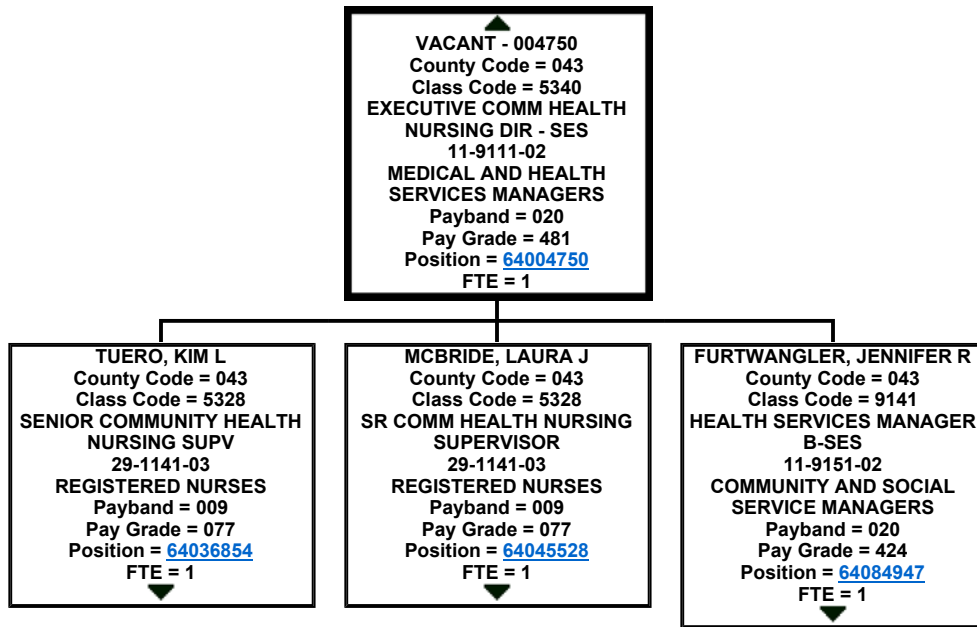 VACANT - 004750
County Code = 043
Class Code = 5340
EXECUTIVE COMM HEALTH
NURSING DIR - SES
11-9111-02
MEDICAL AND HEALTH
SERVICES MANAGERS
Payband = 020
Pay Grade = 481
Position = 64004750
FTE = 1
TUERO, KIM L
County Code = 043
Class Code = 5328
SENIOR COMMUNITY HEALTH
NURSING SUPV
29-1141-03
REGISTERED NURSES
Payband = 009
Pay Grade = 077
Position = 64036854
FTE = 1
MCBRIDE, LAURA J
County Code = 043
Class Code = 5328
SR COMM HEALTH NURSING
SUPERVISOR
29-1141-03
REGISTERED NURSES
Payband = 009
Pay Grade = 077
Position = 64045528
FTE = 1
FURTWANGLER, JENNIFER R
County Code = 043
Class Code = 9141
HEALTH SERVICES MANAGER
B-SES
11-9151-02
COMMUNITY AND SOCIAL
SERVICE MANAGERS
Payband = 020
Pay Grade = 424
Position = 64084947
FTE = 1